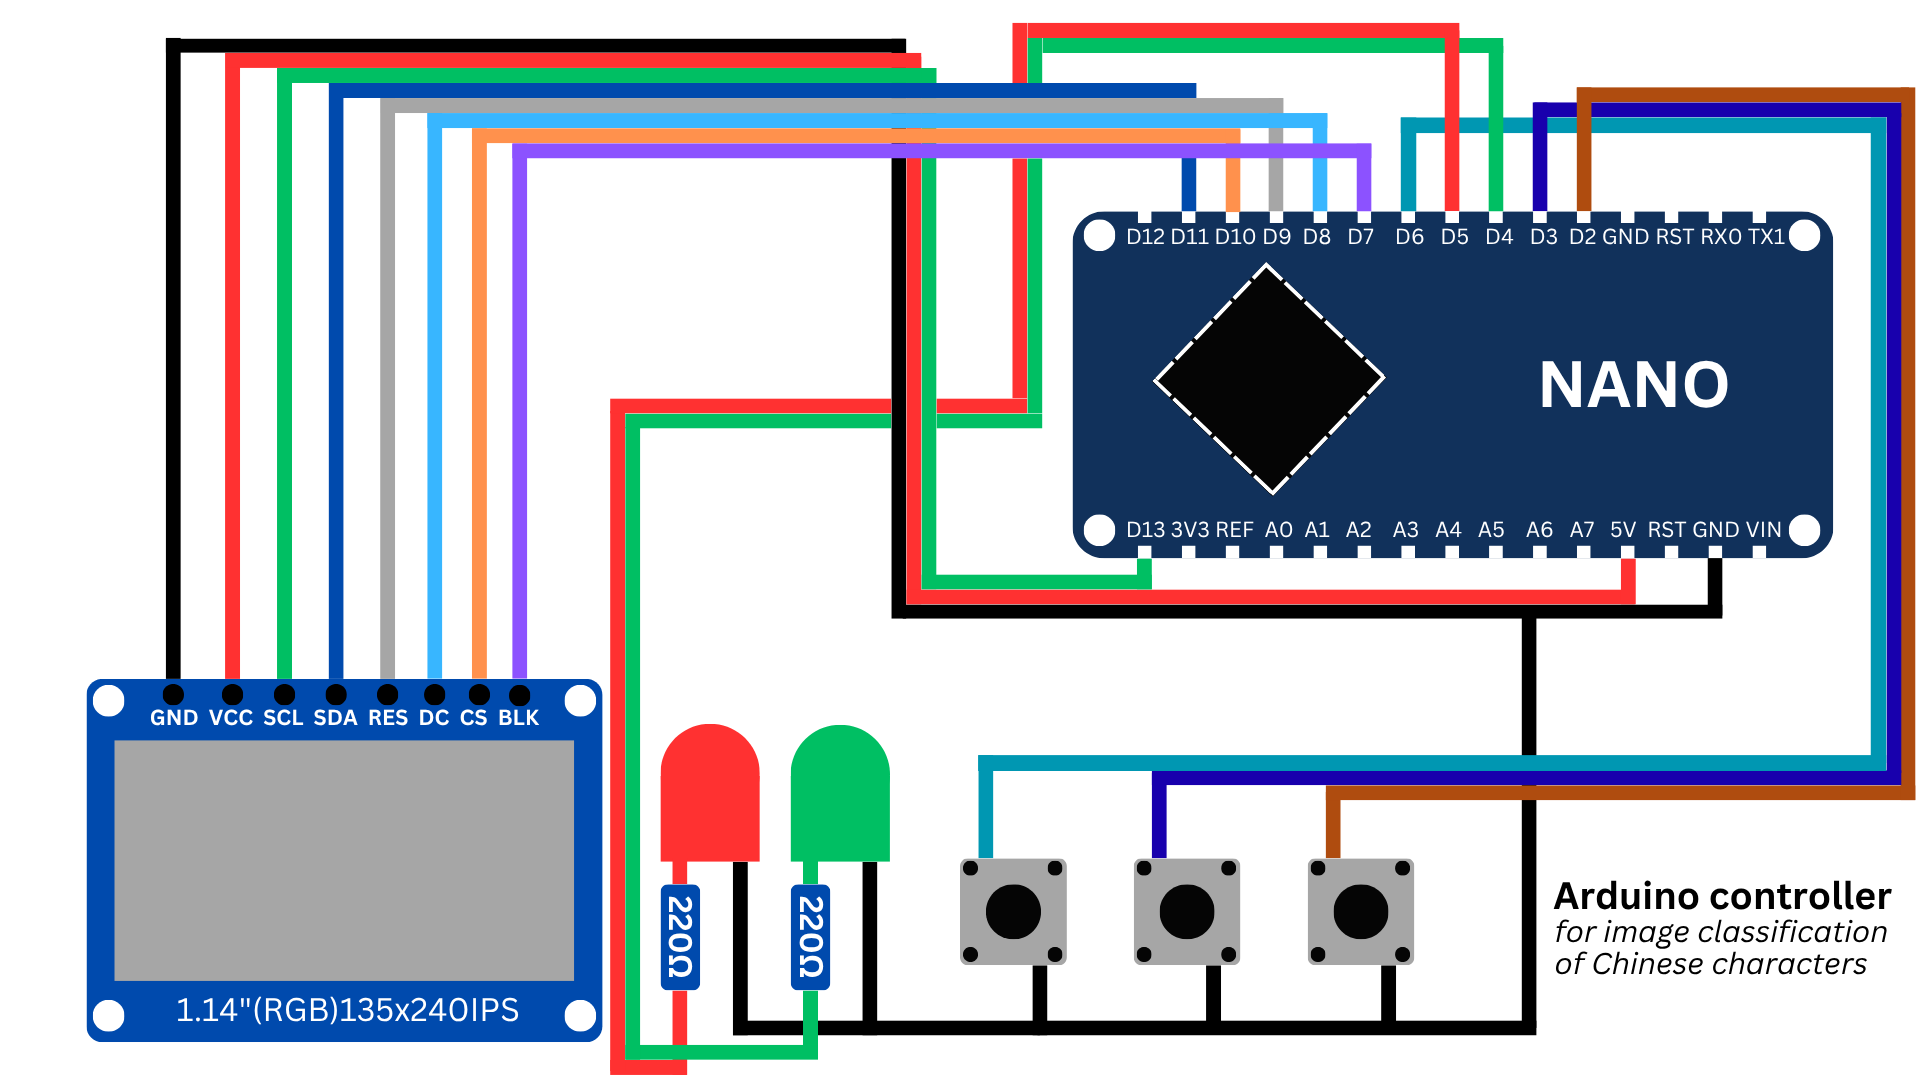 D12 D11 D10 D9 D8 D7 D6 D5 D4 D3 D2 GND RST RX0 TX1
NANO
D13 3V3 REF A0 A1 A2 A3 A4 A5 A6 A7 5V RST GND VIN
GND VCC SCL SDA RES DC CS BLK
1.14"(RGB)135x240IPS
220Ω
220Ω
Arduino controller
for image classification
of Chinese characters